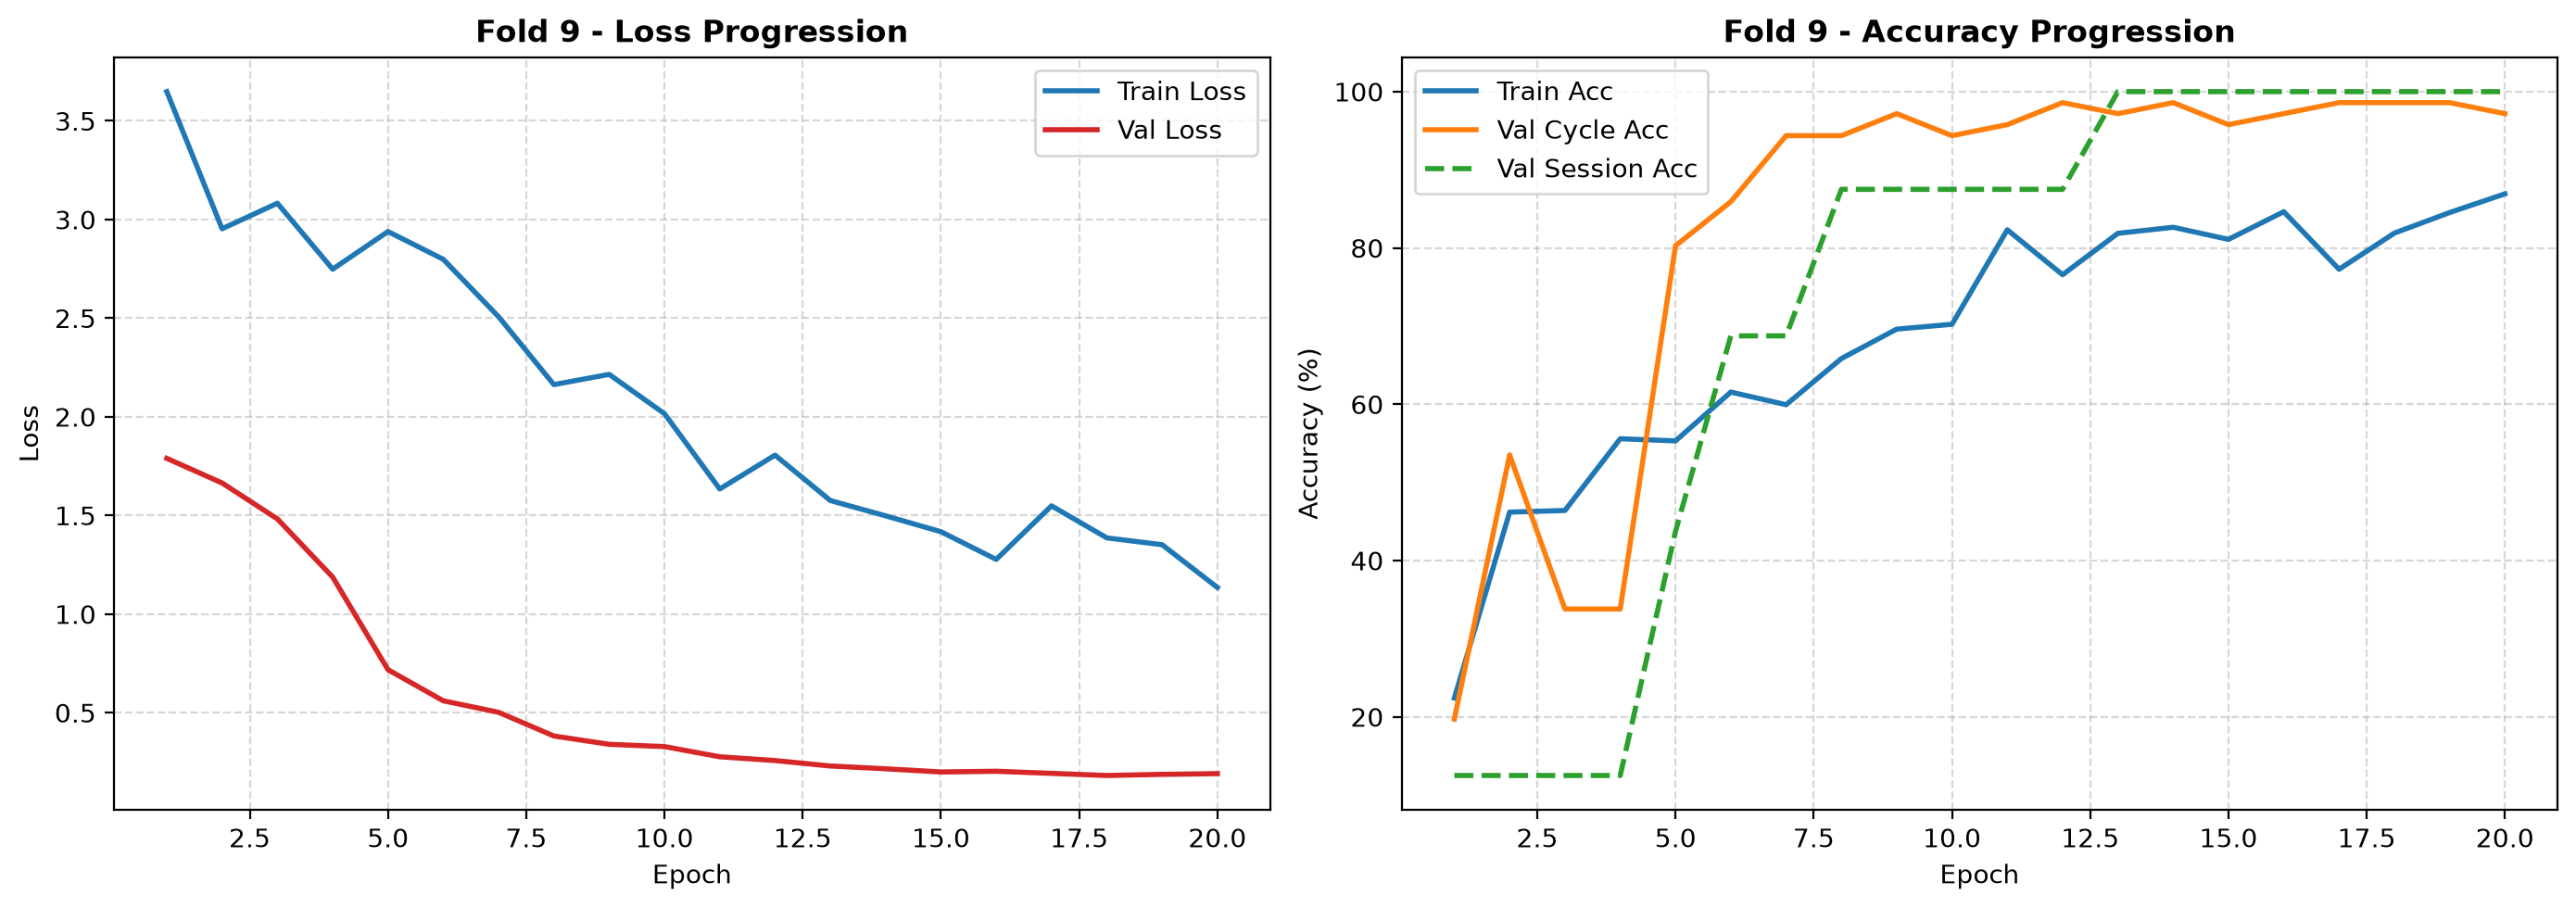 Fold 9 - Loss Progression
Train Loss
Val Loss
3.5
3.0
2.5
2.0
1.5
1.0
0.5
Loss
2.5 5.0 7.5 10.0 12.5 15.0 17.5 20.0
Epoch
Fold 9 - Accuracy Progression
Train Acc
Val Cycle Acc
Val Session Acc
100
80
60
40
20
Accuracy (%)
2.5 5.0 7.5 10.0 12.5 15.0 17.5 20.0
Epoch